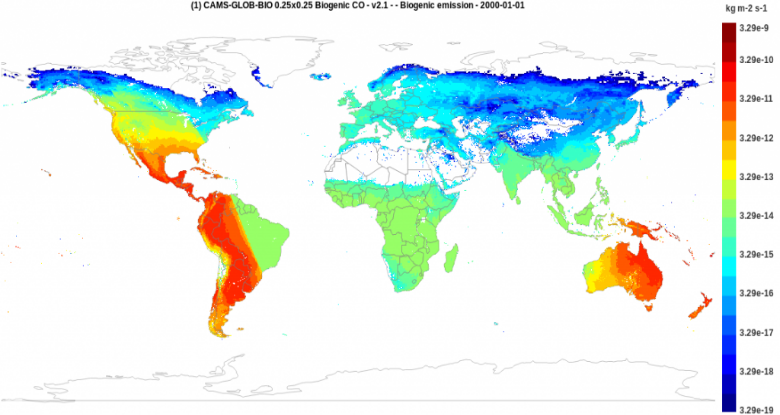 (1) CAMS-GLOB-BIO 0.25x0.25 Biogenic CO - v2.1 - - Biogenic emission - 2000-01-01
kg m-2 s-1
3.29e-9
3.29e-10
3.29e-11
3.29e-12
3.29e-13
3.29e-14
3.29e-15
3.29e-16
3.29e-17
3.29e-18
3.29e-19